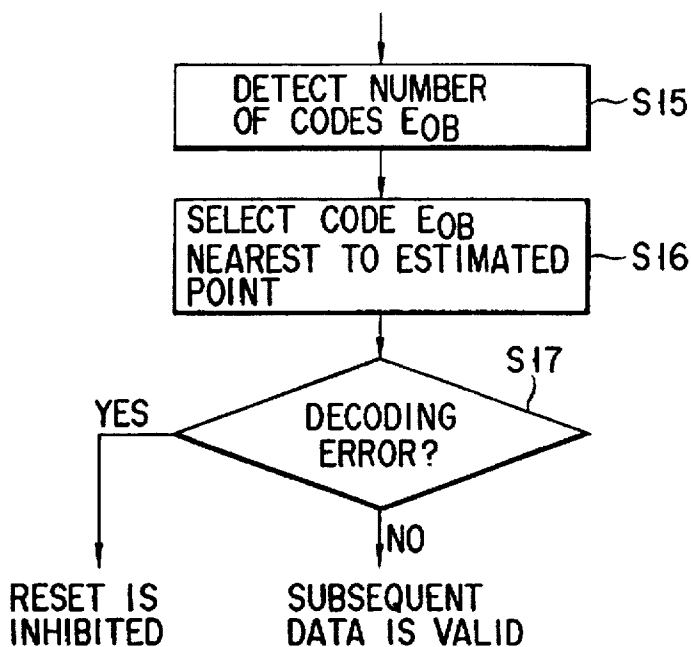 DETECT NUMBER
OF CODES EOB
S15
SELECT CODE EOB
NEAREST TO ESTIMATED
POINT
S16
S17
YES
DECODING
ERROR?
NO
RESET IS
INHIBITED
SUBSEQUENT
DATA IS VALID